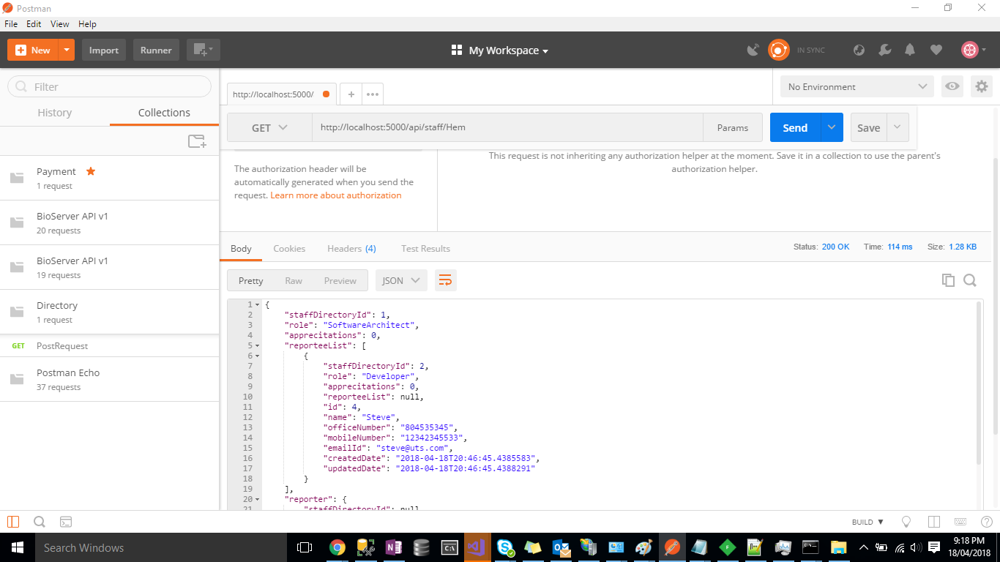 Postman
File Edit View Help
New Import Runner My Workspace IN SYNC
Filter
History Collections
Payment
1 request
BioServer API v1
20 requests
BioServer API v1
19 requests
Directory
1 request
GET PostRequest
Postman Echo
37 requests
http://localhost:5000/ + ••• No Environment
GET http://localhost:5000/api/staff/Hem Params Send Save
The authorization header will be
automatically generated when you send the
request. Learn more about authorization
This request is not inheriting any authorization helper at the moment. Save it in a collection to use the parent's
authorization helper.
Body Cookies Headers (4) Test Results Status: 200 OK Time: 114 ms Size: 1.28 KB
Pretty Raw Preview JSON
1 {
2 "staffDirectoryId": 1,
3 "role": "SoftwareArchitect",
4 "apprecitations": 0,
5 "reporteeList": [
6 {
7 "staffDirectoryId": 2,
8 "role": "Developer",
9 "apprecitations": 0,
10 "reporteeList": null,
11 "id": 4,
12 "name": "Steve",
13 "officeNumber": "804535345",
14 "mobileNumber": "12342345533",
15 "emailId": "steve@uts.com",
16 "createdDate": "2018-04-18T20:46:45.4385583",
17 "updatedDate": "2018-04-18T20:46:45.4388291"
18 }
19 ],
20 "reporter": {
21 "staffDirectoryId": null
BUILD
Search Windows
9:18 PM
18/04/2018